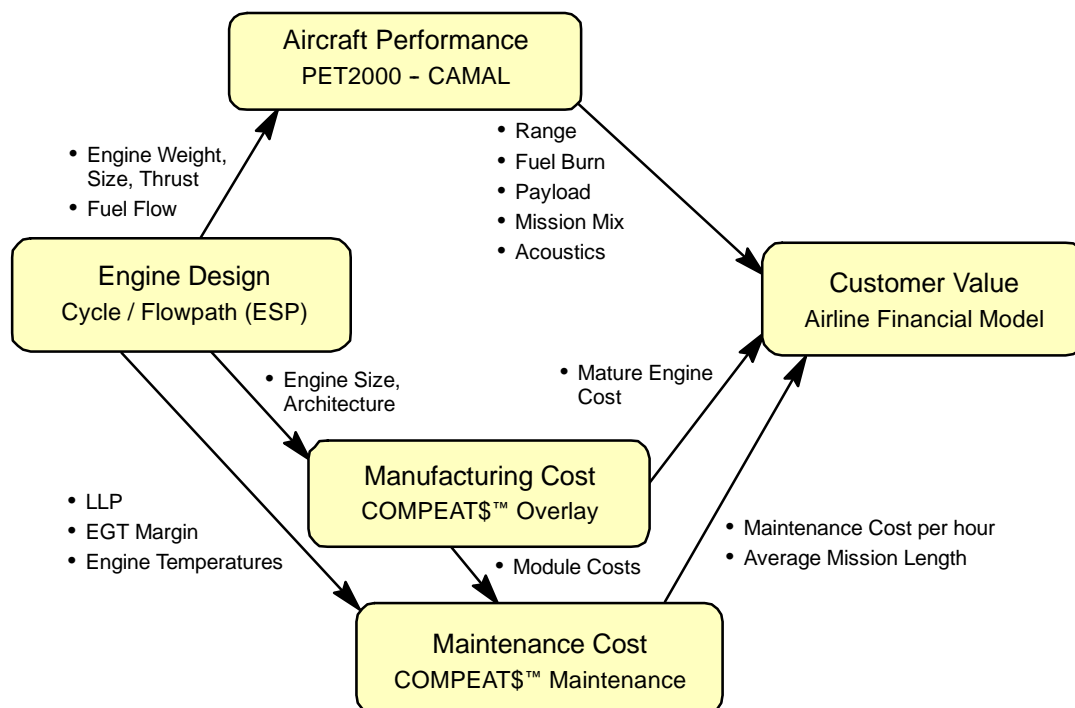 Aircraft Performance
PET2000 – CAMAL
• Engine Weight,
Size, Thrust
• Fuel Flow
• Range
• Fuel Burn
• Payload
• Mission Mix
• Acoustics
Engine Design
Cycle / Flowpath (ESP)
Customer Value
Airline Financial Model
• Engine Size,
Architecture
• Mature Engine
Cost
Manufacturing Cost
COMPEAT$™ Overlay
• LLP
• EGT Margin
• Engine Temperatures
• Module Costs
• Maintenance Cost per hour
• Average Mission Length
Maintenance Cost
COMPEAT$™ Maintenance